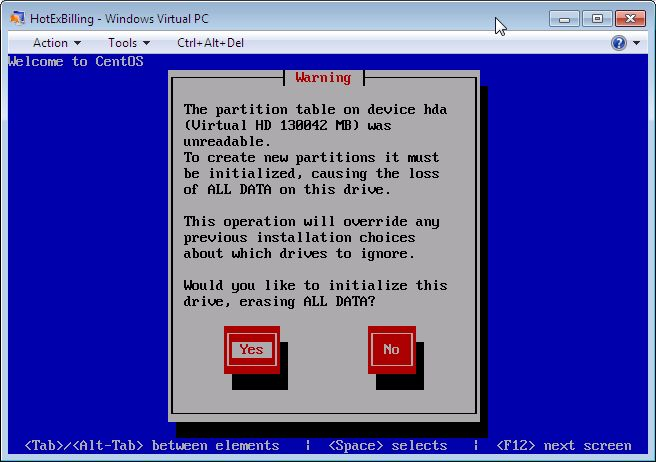 HotExBilling - Windows Virtual PC
Action Tools Ctrl+Alt+Del
Welcome to CentOS
Warning
The partition table on device hda
(Virtual HD 130042 MB) was
unreadable.
To create new partitions it must
be initialized, causing the loss
of ALL DATA on this drive.
This operation will override any
previous installation choices
about which drives to ignore.
Would you like to initialize this
drive, erasing ALL DATA?
Yes No
<Tab>/<Alt-Tab> between elements | <Space> selects | <F12> next screen